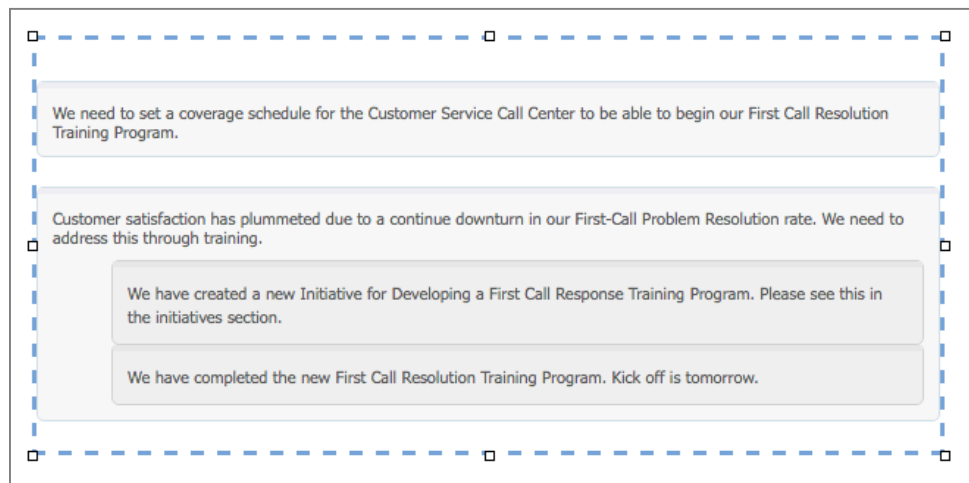 We need to set a coverage schedule for the Customer Service Call Center to be able to begin our First Call Resolution
Training Program.
Customer satisfaction has plummeted due to a continue downturn in our First-Call Problem Resolution rate. We need to
address this through training.
We have created a new Initiative for Developing a First Call Response Training Program. Please see this in
the initiatives section.
We have completed the new First Call Resolution Training Program. Kick off is tomorrow.